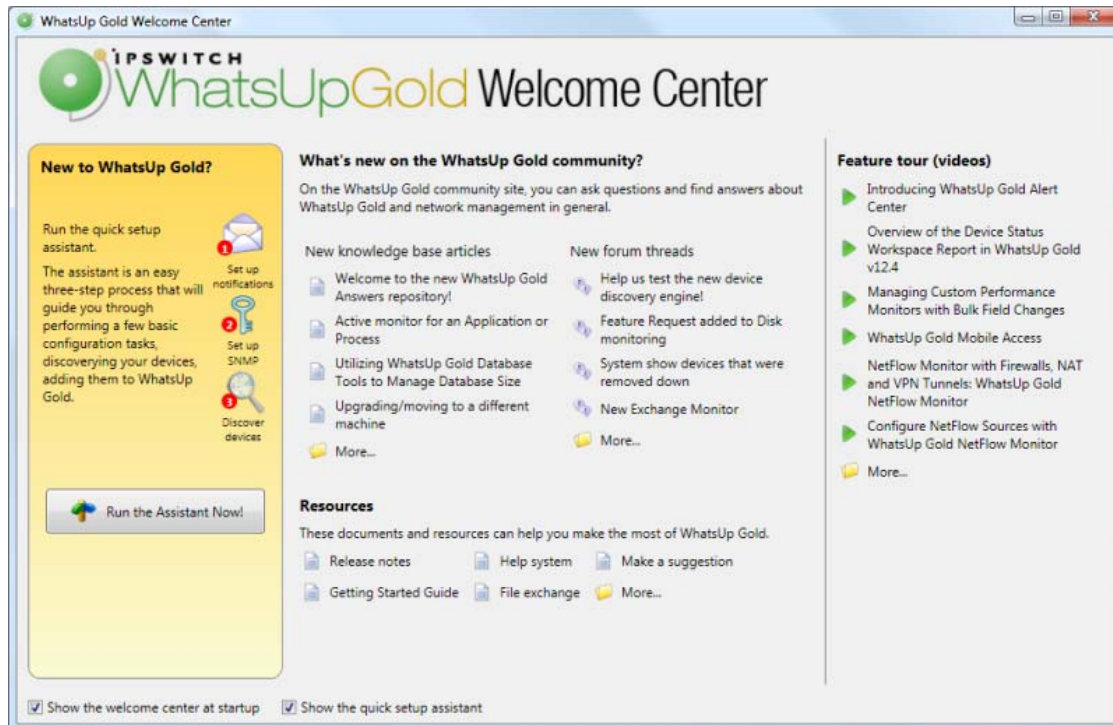 WhatsUp Gold Welcome Center
IPSWITCH
WhatsUpGold Welcome Center
New to WhatsUp Gold?
Run the quick setup
assistant.
The assistant is an easy
three-step process that will
guide you through
performing a few basic
configuration tasks,
discoverying your devices,
adding them to WhatsUp
Gold.
1
Set up
notifications
2
Set up
SNMP
3
Discover
devices
Run the Assistant Now!
What's new on the WhatsUp Gold community?
On the WhatsUp Gold community site, you can ask questions and find answers about
WhatsUp Gold and network management in general.
New knowledge base articles
Welcome to the new WhatsUp Gold
Answers repository!
Active monitor for an Application or
Process
Utilizing WhatsUp Gold Database
Tools to Manage Database Size
Upgrading/moving to a different
machine
More...
New forum threads
Help us test the new device
discovery engine!
Feature Request added to Disk
monitoring
System show devices that were
removed down
New Exchange Monitor
More...
Resources
These documents and resources can help you make the most of WhatsUp Gold.
Release notes
Help system
Make a suggestion
Getting Started Guide
File exchange
More...
Feature tour (videos)
Introducing WhatsUp Gold Alert
Center
Overview of the Device Status
Workspace Report in WhatsUp Gold
v12.4
Managing Custom Performance
Monitors with Bulk Field Changes
WhatsUp Gold Mobile Access
NetFlow Monitor with Firewalls, NAT
and VPN Tunnels: WhatsUp Gold
NetFlow Monitor
Configure NetFlow Sources with
WhatsUp Gold NetFlow Monitor
More...
Show the welcome center at startup
Show the quick setup assistant